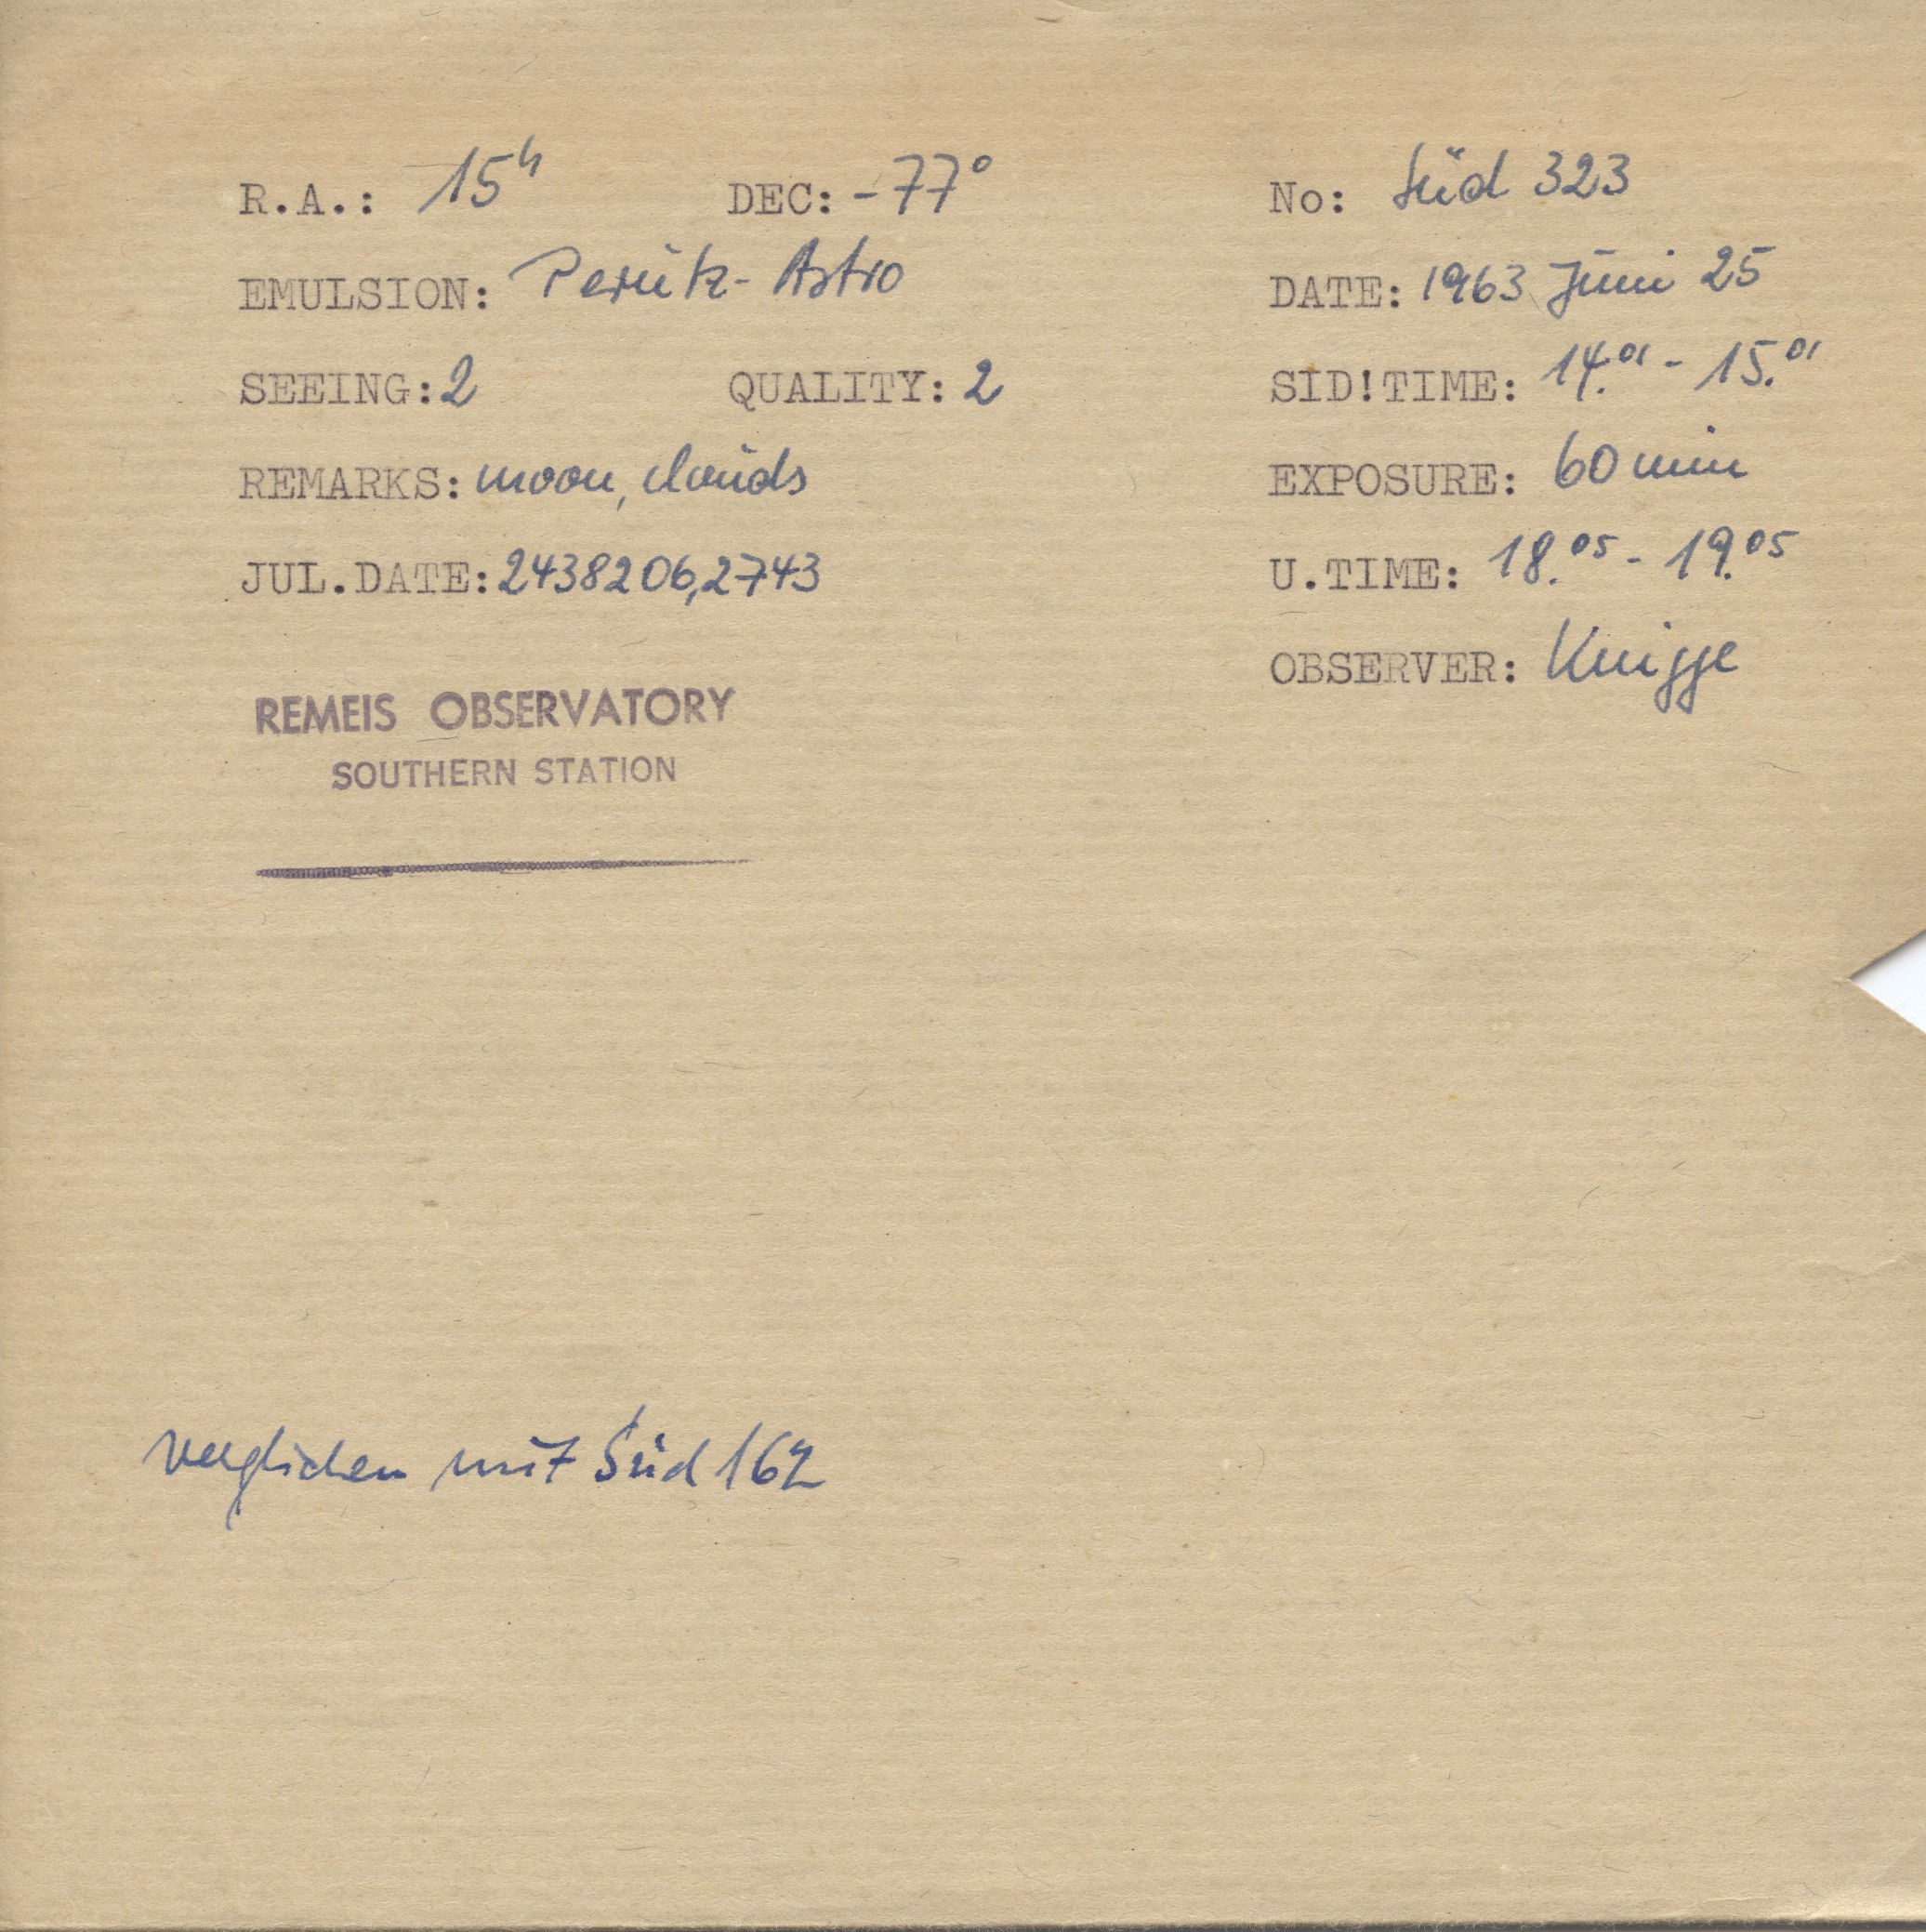 R.A.: 15h DEC: -77° No: Süd 323
EMULSION: Perutz-Astro DATE: 1963 Juni 25
SEEING: 2 QUALITY: 2 SID!TIME: 14.01 - 15.01
REMARKS: moon, clouds EXPOSURE: 60 min
JUL.DATE: 2438206,2743 U.TIME: 18.05 - 19.05
OBSERVER: Knigge
REMEIS OBSERVATORY
SOUTHERN STATION
verglichen mit Süd 162